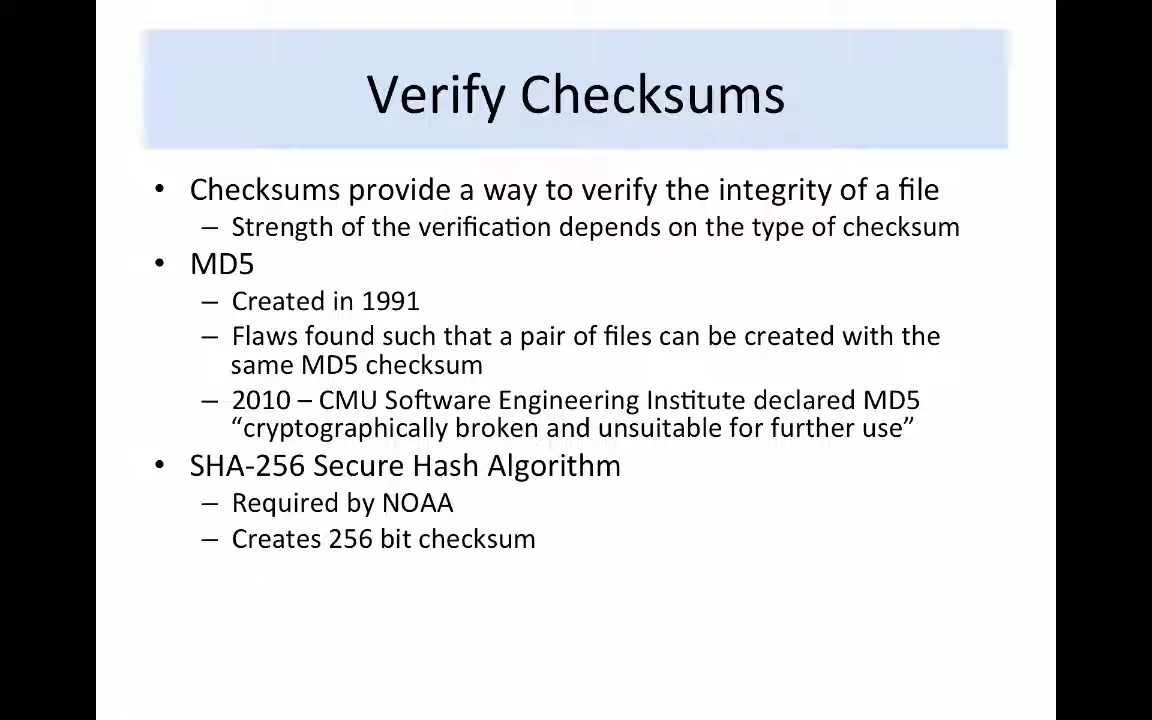 Verify Checksums
• Checksums provide a way to verify the integrity of a file
– Strength of the verification depends on the type of checksum
• MD5
– Created in 1991
– Flaws found such that a pair of files can be created with the
same MD5 checksum
– 2010 – CMU Software Engineering Institute declared MD5
“cryptographically broken and unsuitable for further use”
• SHA-256 Secure Hash Algorithm
– Required by NOAA
– Creates 256 bit checksum